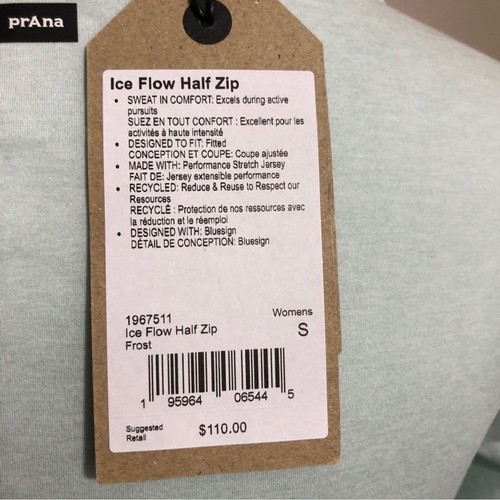 prAna
Ice Flow Half Zip
• SWEAT IN COMFORT: Excels during active
pursuits
SUEZ EN TOUT CONFORT : Excellent pour les
activités à haute intensité
• DESIGNED TO FIT: Fitted
CONCEPTION ET COUPE: Coupe ajustée
• MADE WITH: Performance Stretch Jersey
FAIT DE: Jersey extensible performance
• RECYCLED: Reduce & Reuse to Respect our
Resources
RECYCLÉ : Protection de nos ressources avec
la réduction et le réemploi
• DESIGNED WITH: Bluesign
DÉTAIL DE CONCEPTION: Bluesign
1967511 Womens
Ice Flow Half Zip S
Frost
1 95964 06544 5
Suggested
Retail $110.00